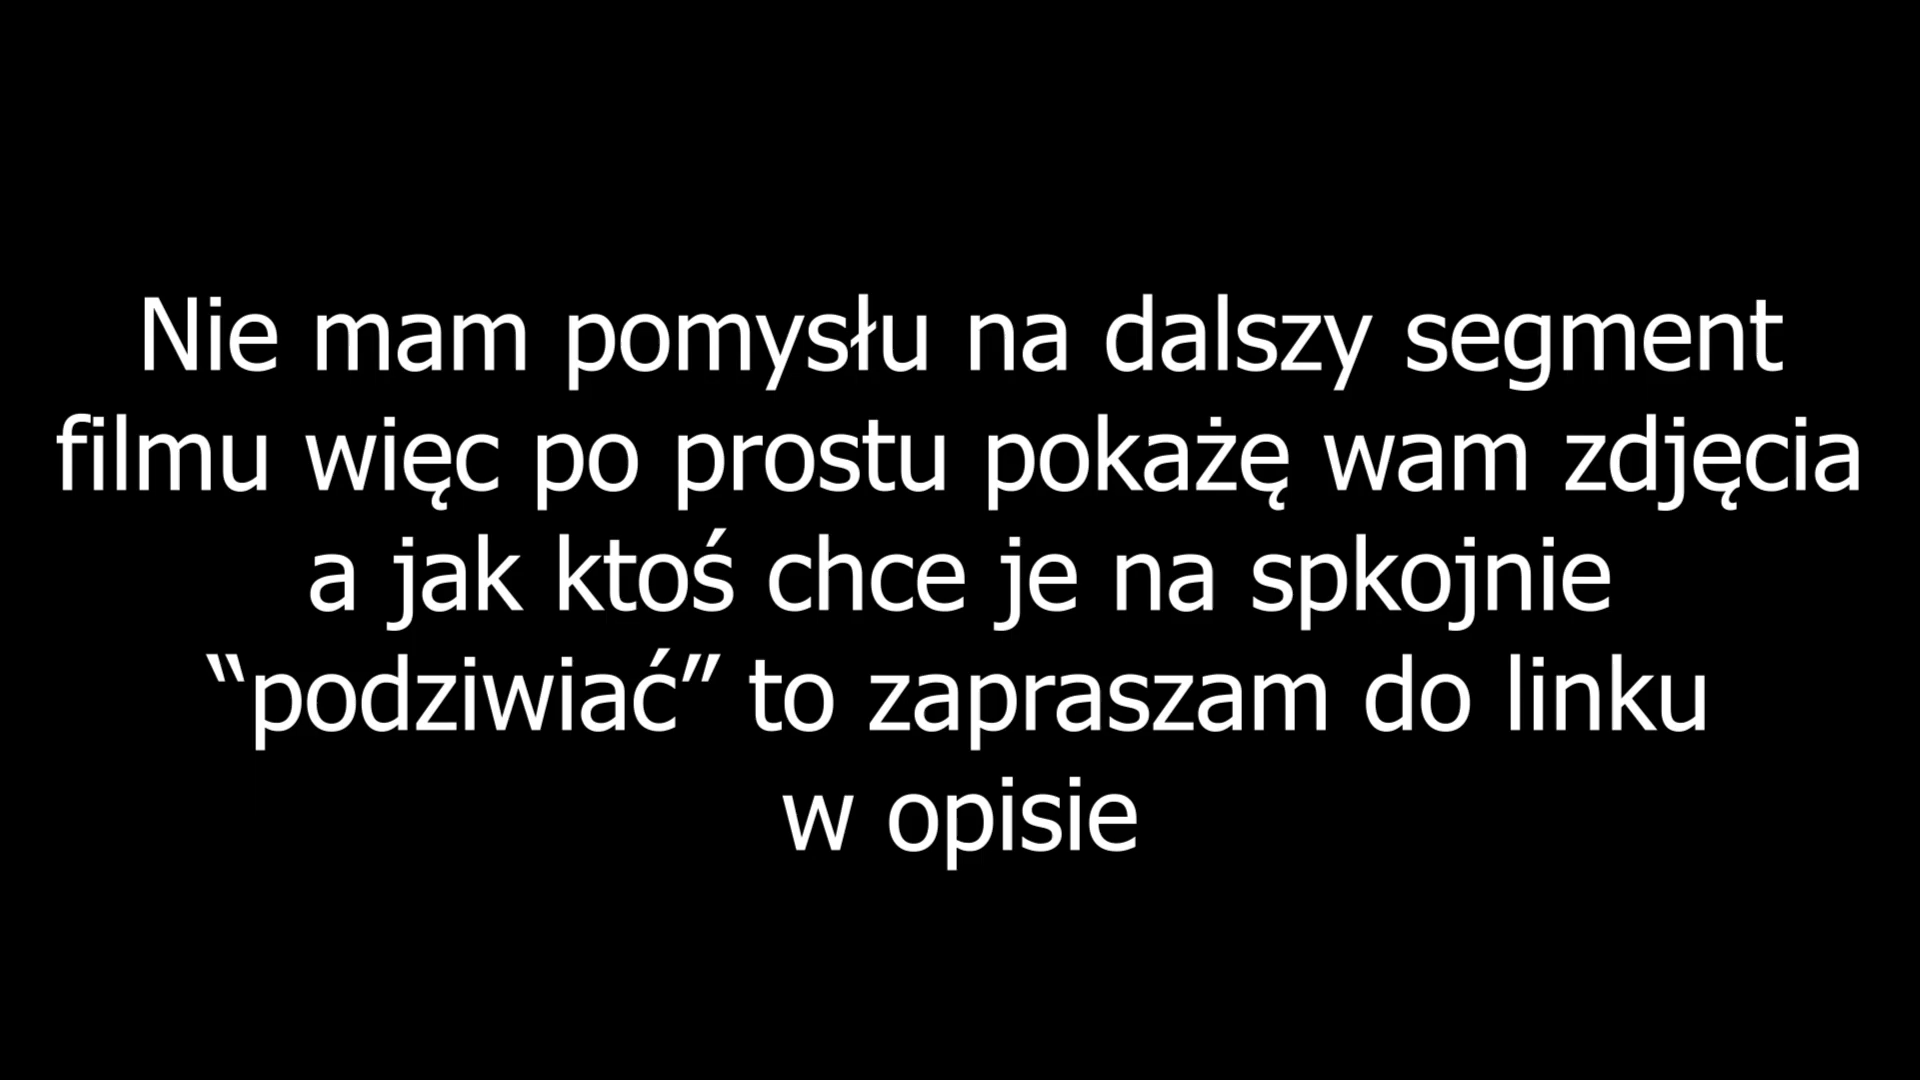 Nie mam pomysłu na dalszy segment
filmu więc po prostu pokażę wam zdjęcia
a jak ktoś chce je na spkojnie
“podziwiać” to zapraszam do linku
w opisie